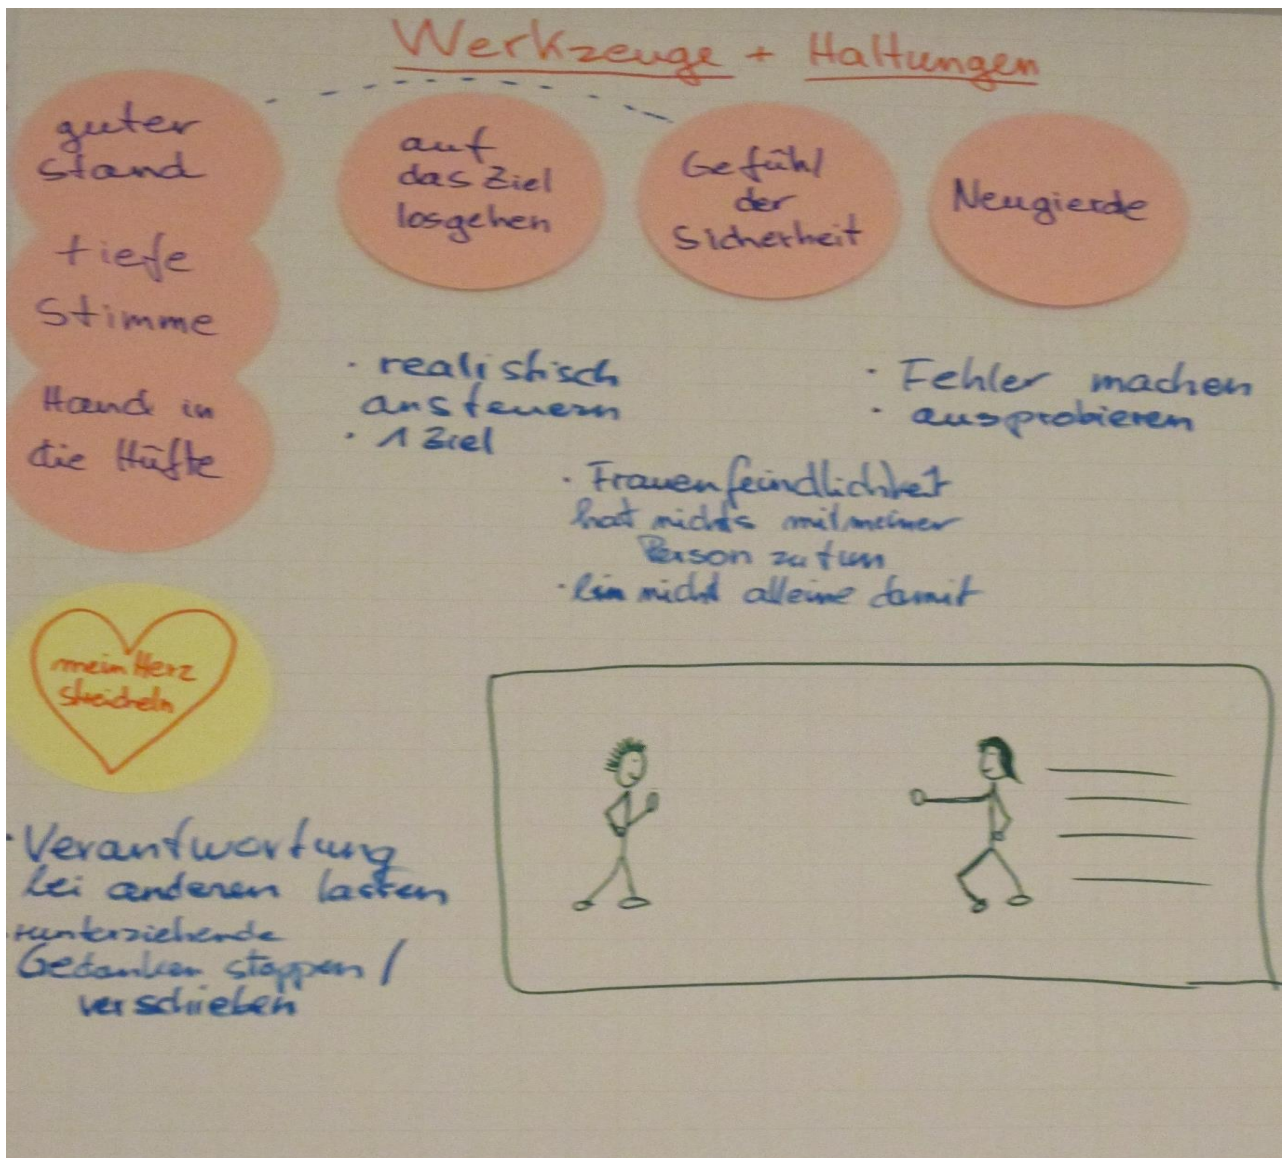 Werkzeuge + Haltungen
guter
stand
tiefe
Stimme
Hand in
die Hüfte
auf
das Ziel
losgehen
Gefühl
der
Sicherheit
Neugierde
· realistisch
ansteuern
· 1 Ziel
· Fehler machen
· ausprobieren
· Frauenfeindlichkeit
hat nichts mit meiner
Person zu tun
· bin nicht alleine damit
mein Herz
streicheln
· Verantwortung
bei anderen lassen
· runterziehende
Gedanken stoppen /
verschieben